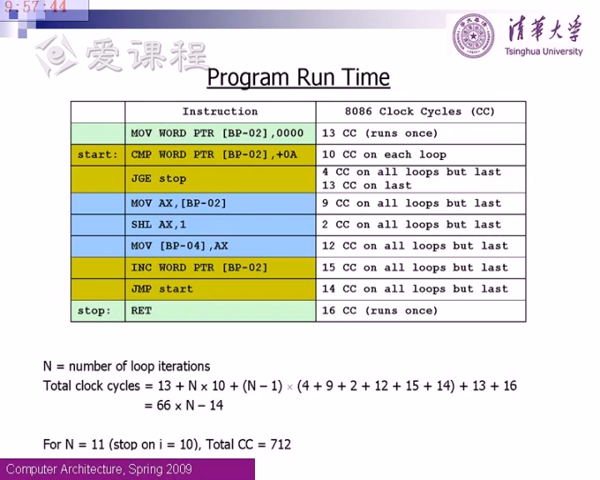 9:57:44
爱课程
清华大学
Tsinghua University
Program Run Time
Instruction 8086 Clock Cycles (CC)
MOV WORD PTR [BP-02],0000 13 CC (runs once)
start: CMP WORD PTR [BP-02],+0A 10 CC on each loop
JGE stop 4 CC on all loops but last
13 CC on last
MOV AX,[BP-02] 9 CC on all loops but last
SHL AX,1 2 CC on all loops but last
MOV [BP-04],AX 12 CC on all loops but last
INC WORD PTR [BP-02] 15 CC on all loops but last
JMP start 14 CC on all loops but last
stop: RET 16 CC (runs once)
N = number of loop iterations
Total clock cycles = 13 + N x 10 + (N – 1) × (4 + 9 + 2 + 12 + 15 + 14) + 13 + 16
= 66 x N – 14
For N = 11 (stop on i = 10), Total CC = 712
Computer Architecture, Spring 2009